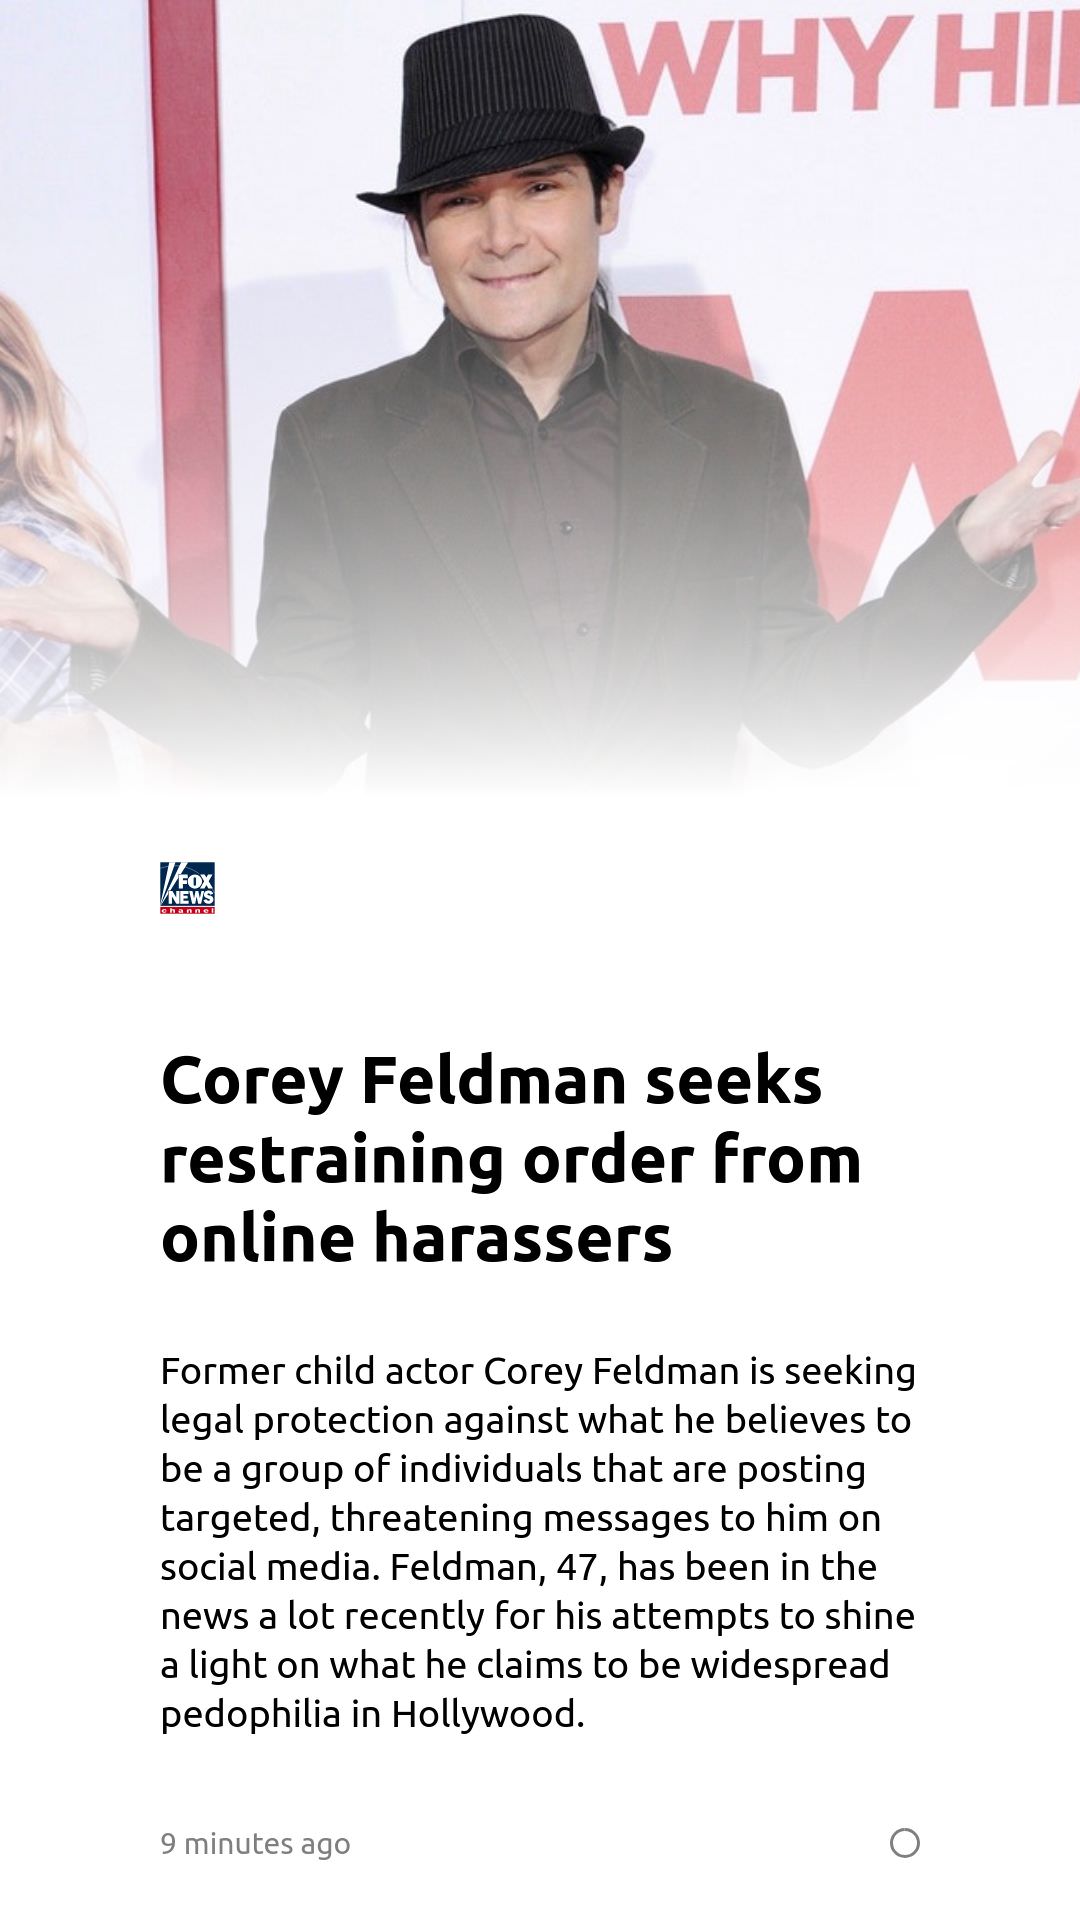 WHY HI
W
FOX
NEWS
channel
Corey Feldman seeks
restraining order from
online harassers
Former child actor Corey Feldman is seeking
legal protection against what he believes to
be a group of individuals that are posting
targeted, threatening messages to him on
social media. Feldman, 47, has been in the
news a lot recently for his attempts to shine
a light on what he claims to be widespread
pedophilia in Hollywood.
9 minutes ago